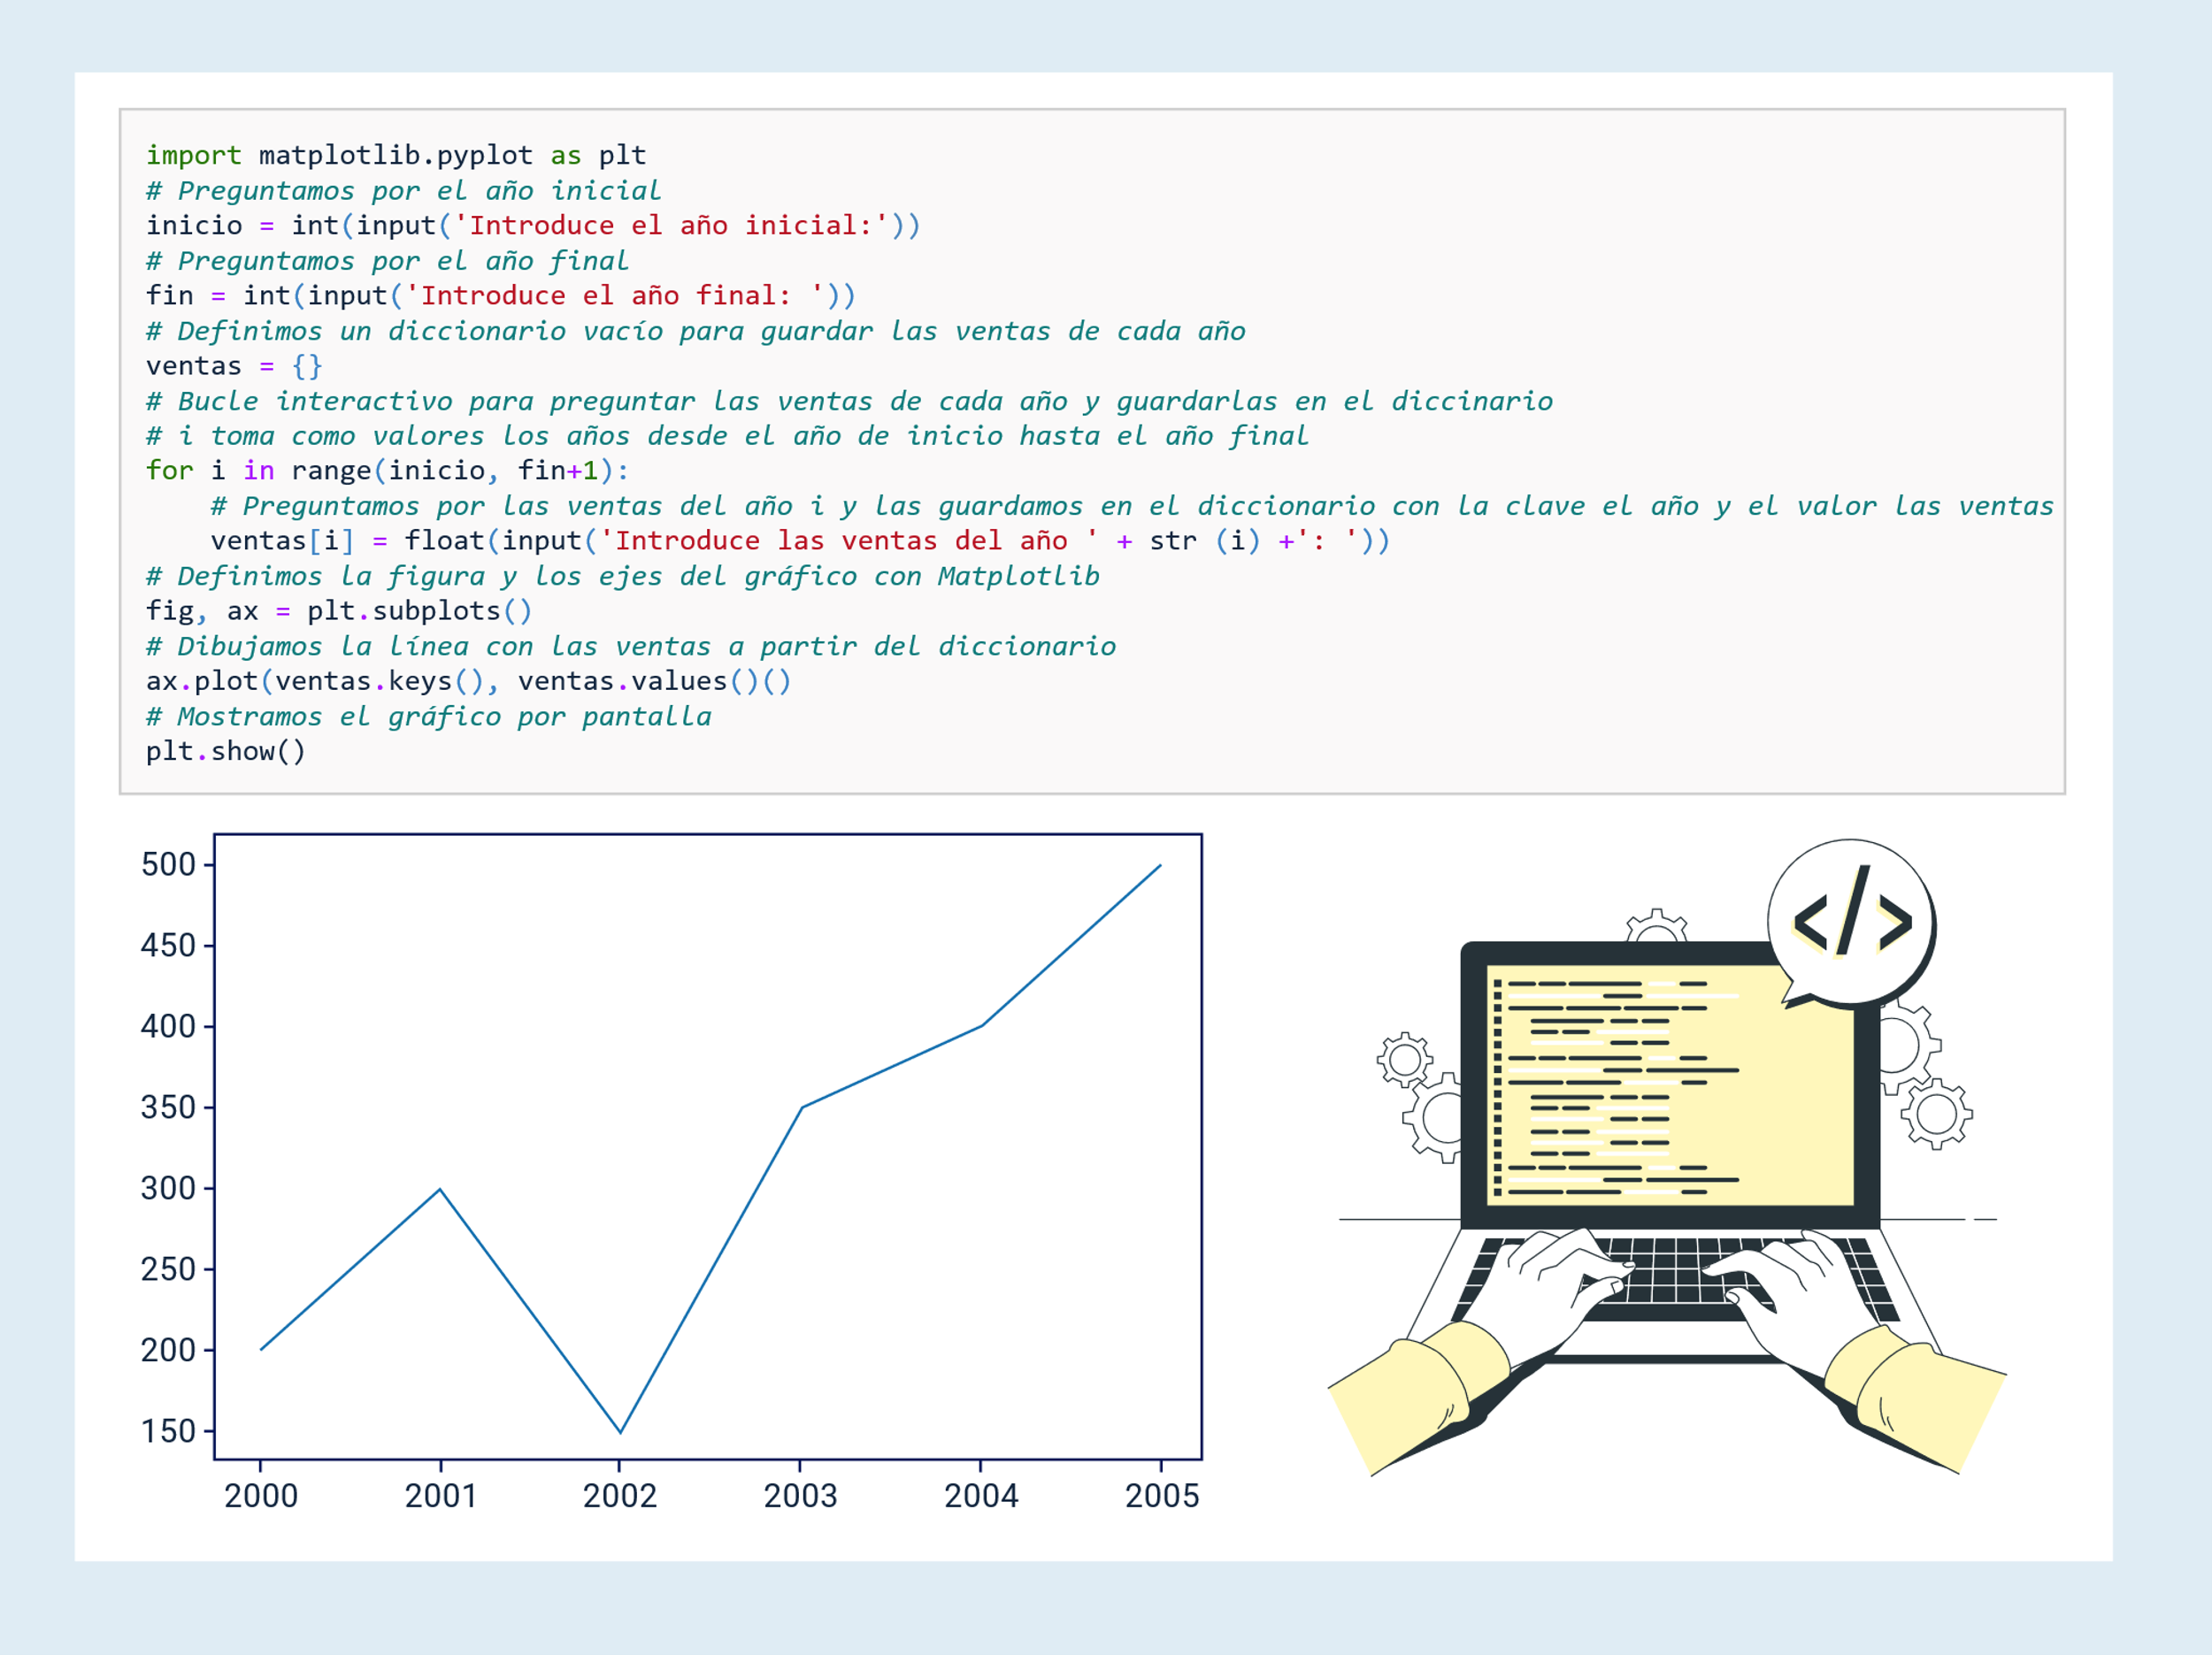 import matplotlib.pyplot as plt
# Preguntamos por el año inicial
inicio = int(input('Introduce el año inicial:'))
# Preguntamos por el año final
fin = int(input('Introduce el año final: '))
# Definimos un diccionario vacío para guardar las ventas de cada año
ventas = {}
# Bucle interactivo para preguntar las ventas de cada año y guardarlas en el diccinario
# i toma como valores los años desde el año de inicio hasta el año final
for i in range(inicio, fin+1):
    # Preguntamos por las ventas del año i y las guardamos en el diccionario con la clave el año y el valor las ventas
    ventas[i] = float(input('Introduce las ventas del año ' + str (i) +': '))
# Definimos la figura y los ejes del gráfico con Matplotlib
fig, ax = plt.subplots()
# Dibujamos la línea con las ventas a partir del diccionario
ax.plot(ventas.keys(), ventas.values()()
# Mostramos el gráfico por pantalla
plt.show()
500
450
400
350
300
250
200
150
2000 2001 2002 2003 2004 2005
</>